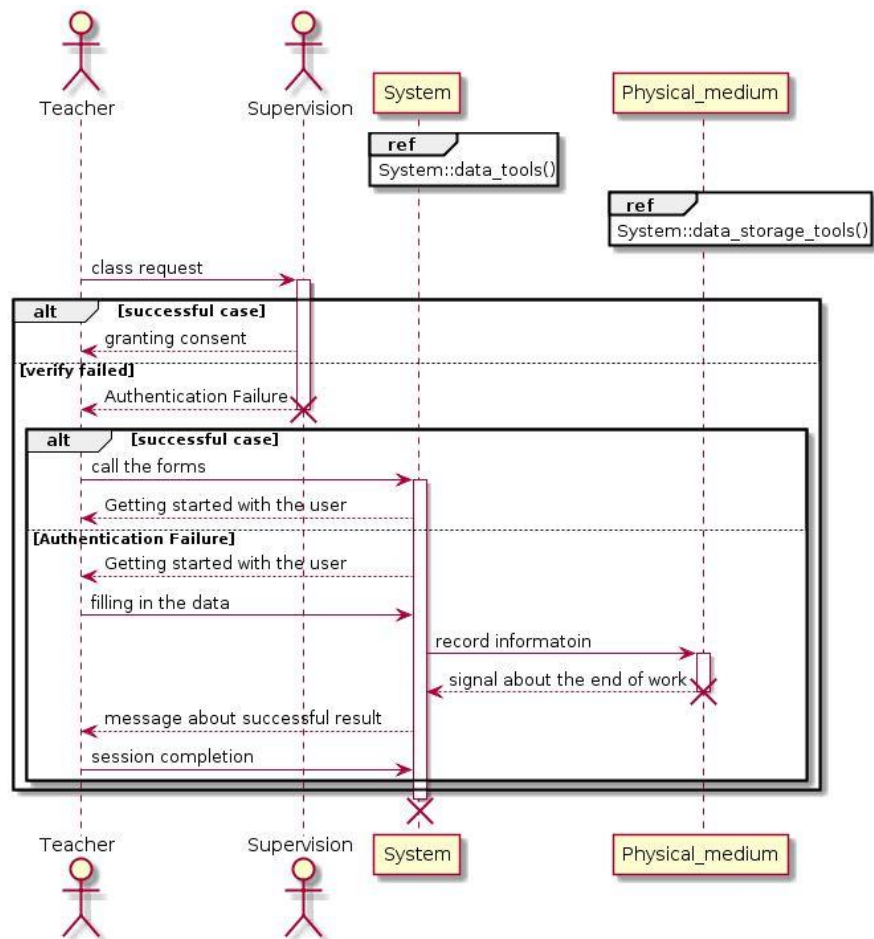 Teacher
Supervision
System
Physical_medium
ref
System::data_tools()
ref
System::data_storage_tools()
class request
alt [successful case]
granting consent
[verify failed]
Authentication Failure
alt [successful case]
call the forms
Getting started with the user
[Authentication Failure]
Getting started with the user
filling in the data
record informatoin
signal about the end of work
message about successful result
session completion
Teacher
Supervision
System
Physical_medium